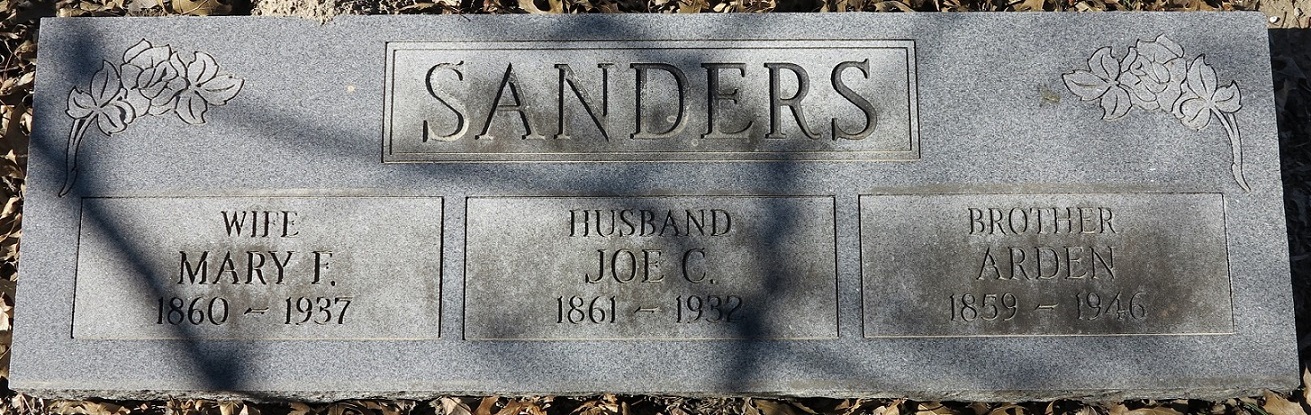 SANDERS
WIFE
MARY F.
1860 - 1937
HUSBAND
JOE C.
1861 - 1932
BROTHER
ARDEN
1859 - 1946